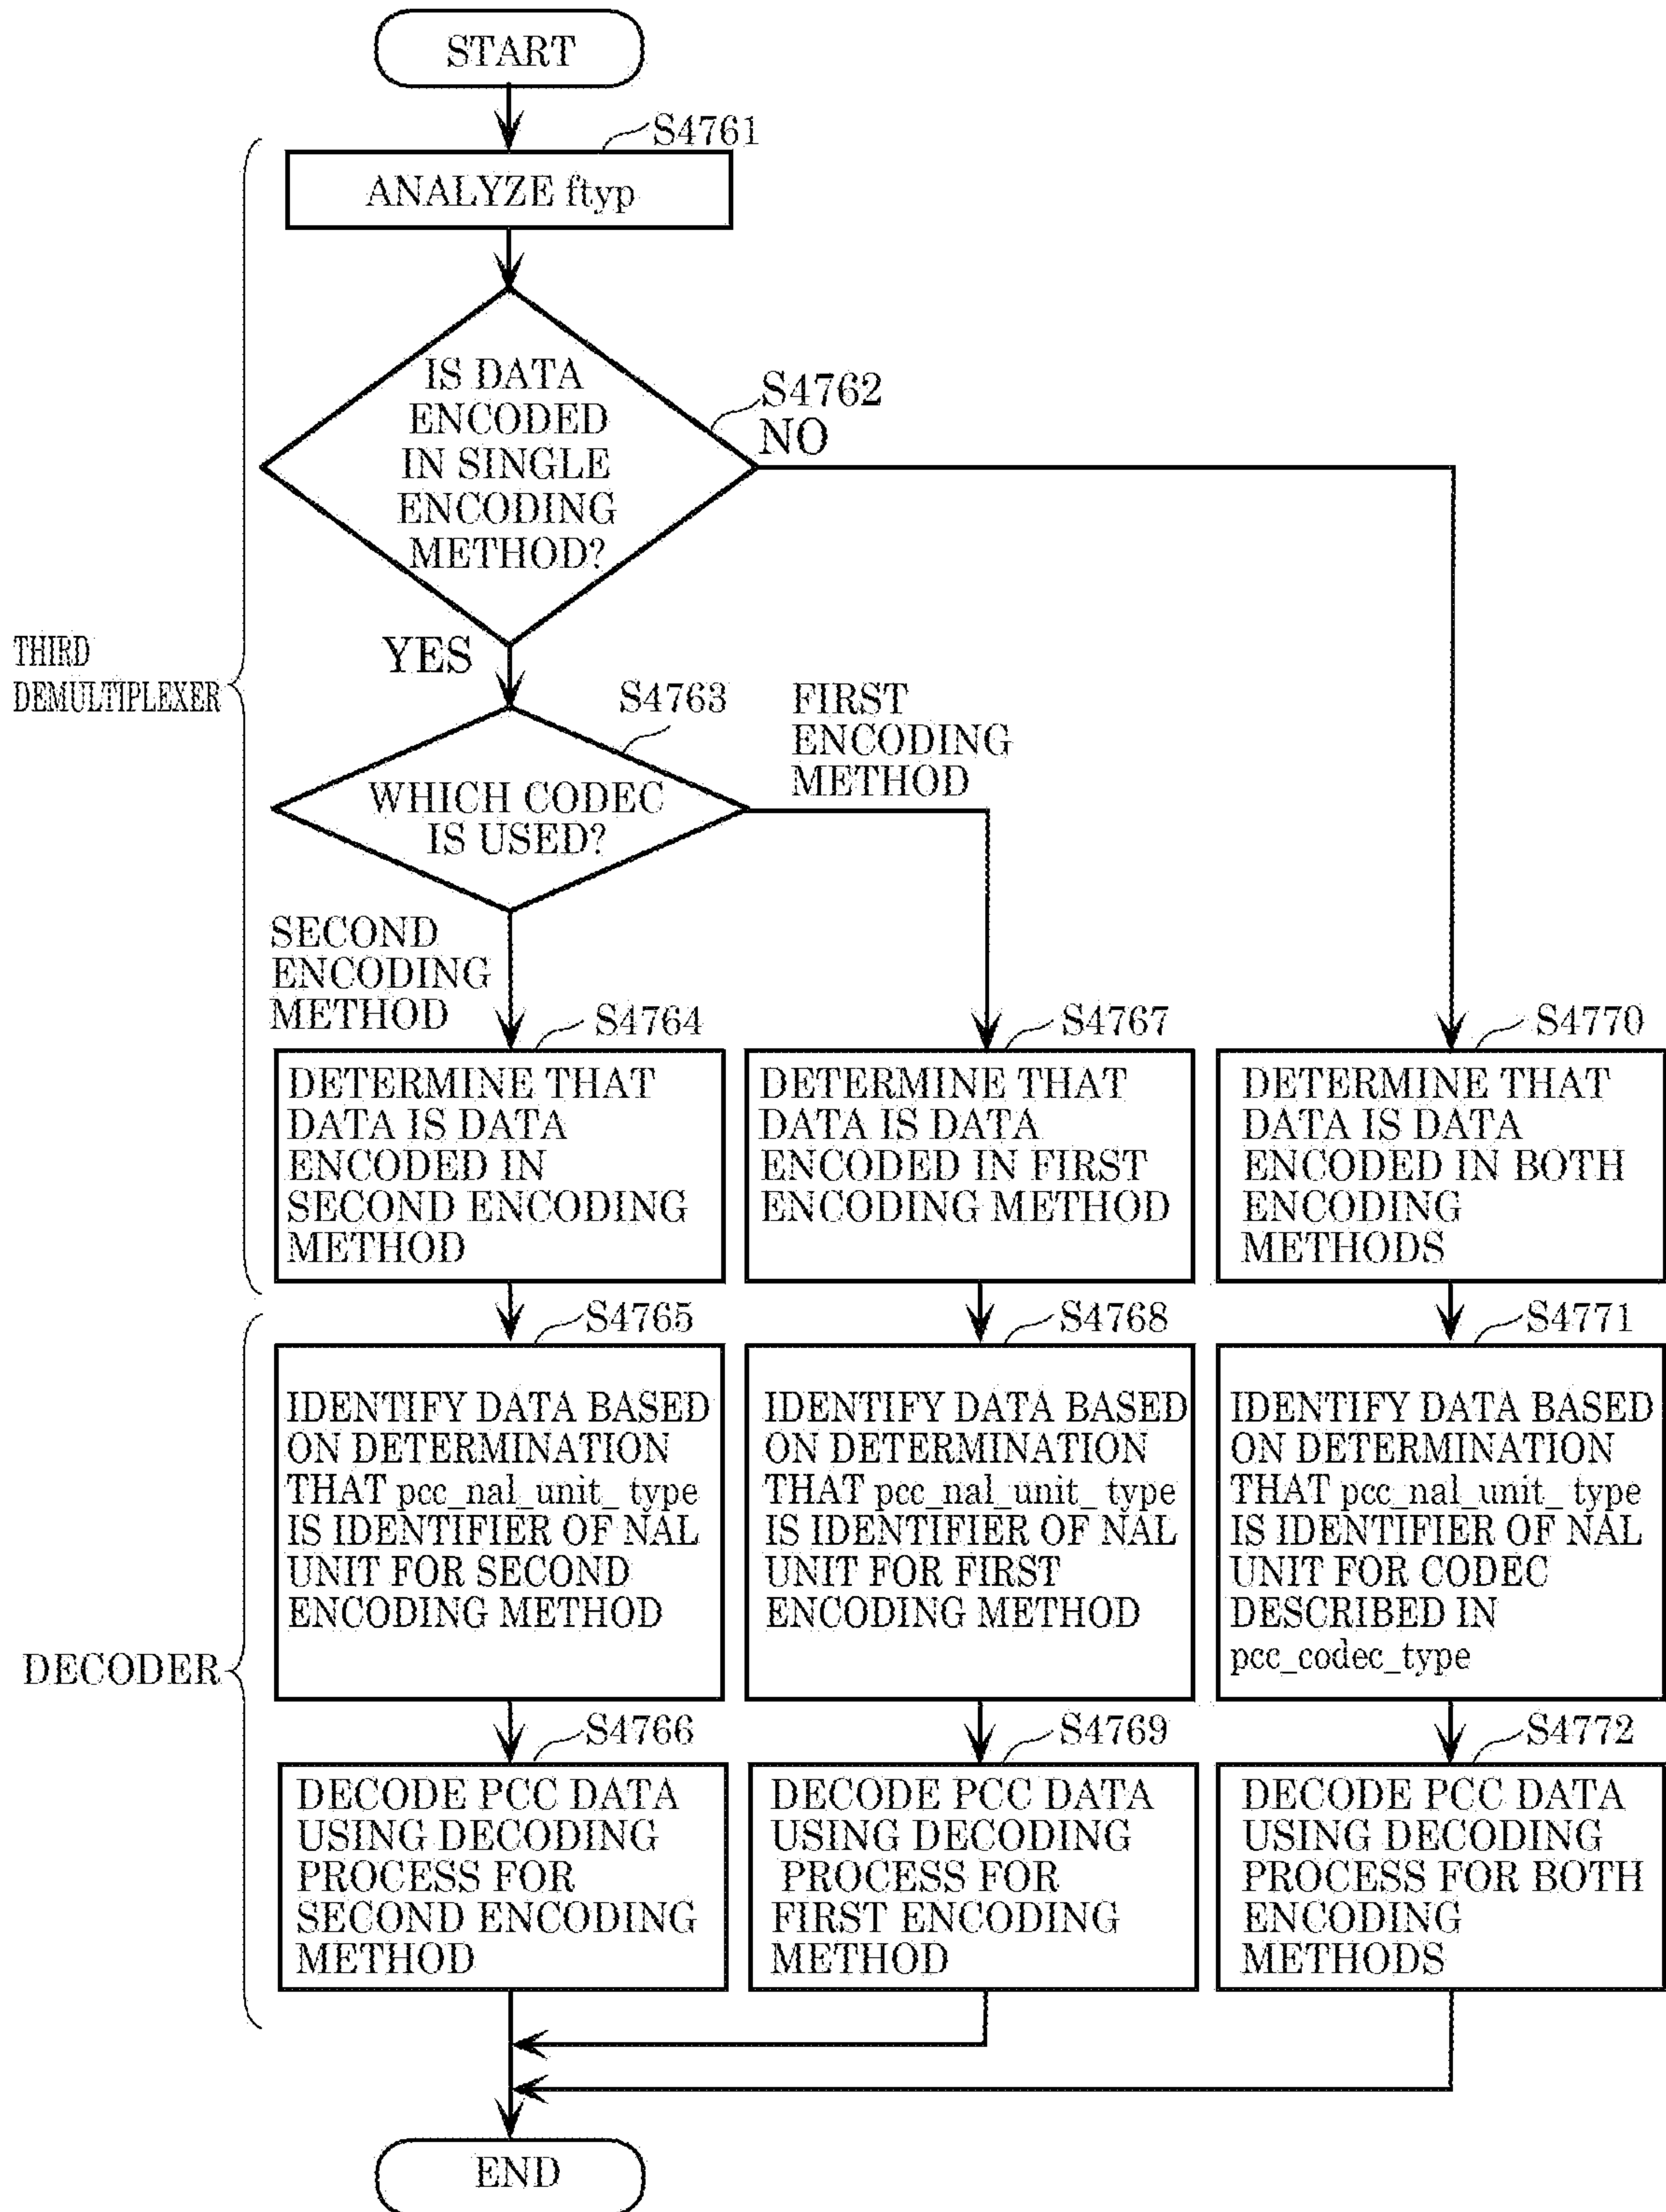 START
S4761
ANALYZE ftyp
IS DATA
ENCODED
IN SINGLE
ENCODING
METHOD?
S4762
NO
YES
THIRD
DEMULTIPLEXER
S4763
FIRST
ENCODING
METHOD
WHICH CODEC
IS USED?
SECOND
ENCODING
METHOD
S4764
DETERMINE THAT
DATA IS DATA
ENCODED IN
SECOND ENCODING
METHOD
S4767
DETERMINE THAT
DATA IS DATA
ENCODED IN FIRST
ENCODING METHOD
S4770
DETERMINE THAT
DATA IS DATA
ENCODED IN BOTH
ENCODING
METHODS
DECODER
S4765
IDENTIFY DATA BASED
ON DETERMINATION
THAT pcc_nal_unit_ type
IS IDENTIFIER OF NAL
UNIT FOR SECOND
ENCODING METHOD
S4768
IDENTIFY DATA BASED
ON DETERMINATION
THAT pcc_nal_unit_ type
IS IDENTIFIER OF NAL
UNIT FOR FIRST
ENCODING METHOD
S4771
IDENTIFY DATA BASED
ON DETERMINATION
THAT pcc_nal_unit_ type
IS IDENTIFIER OF NAL
UNIT FOR CODEC
DESCRIBED IN
pcc_codec_type
S4766
DECODE PCC DATA
USING DECODING
PROCESS FOR
SECOND ENCODING
METHOD
S4769
DECODE PCC DATA
USING DECODING
PROCESS FOR
FIRST ENCODING
METHOD
S4772
DECODE PCC DATA
USING DECODING
PROCESS FOR BOTH
ENCODING
METHODS
END